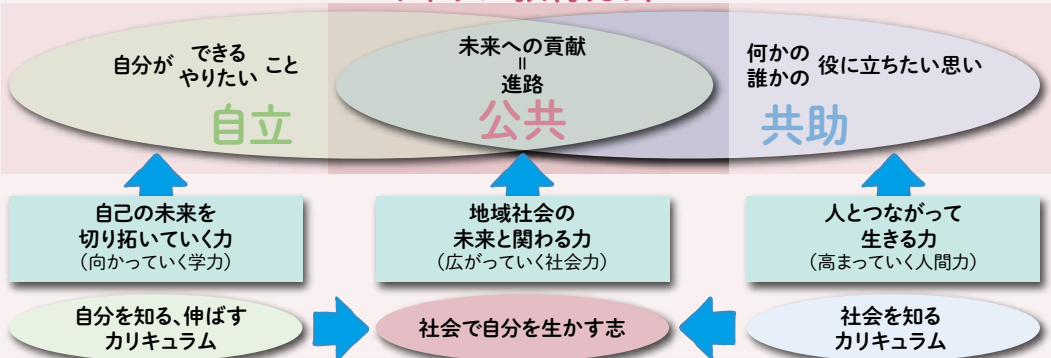 自分が できる やりたい こと
自立
未来への貢献
＝
進路
公共
何かの 誰かの 役に立ちたい思い
共助
自己の未来を
切り拓いていく力
（向かっていく学力）
地域社会の
未来と関わる力
（広がっていく社会力）
人とつながって
生きる力
（高まっていく人間力）
自分を知る、伸ばす
カリキュラム
社会で自分を生かす志
社会を知る
カリキュラム